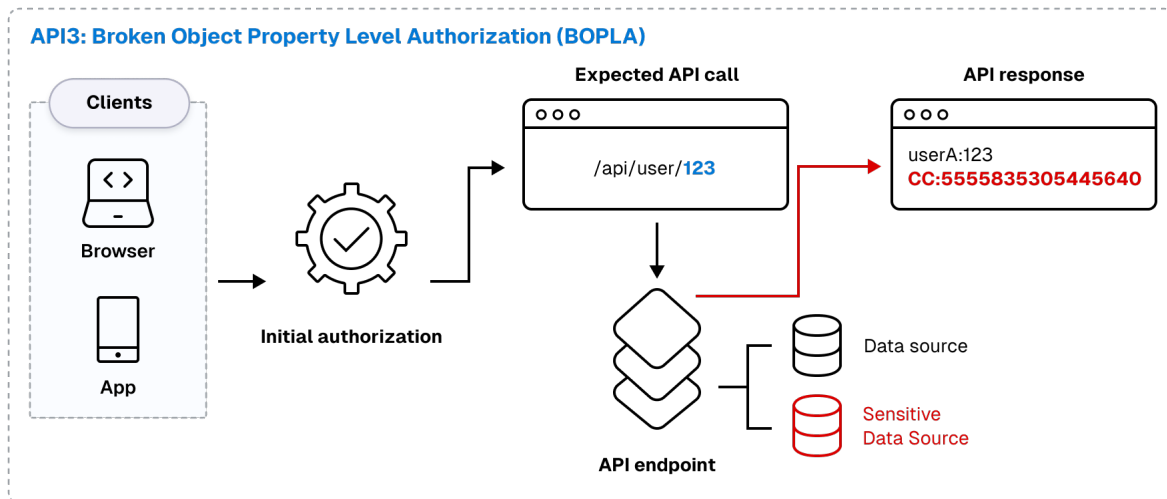 API3: Broken Object Property Level Authorization (BOPLA)
Clients
Browser
App
Initial authorization
Expected API call
/api/user/123
API endpoint
Data source
Sensitive
Data Source
API response
userA:123
CC:5555835305445640